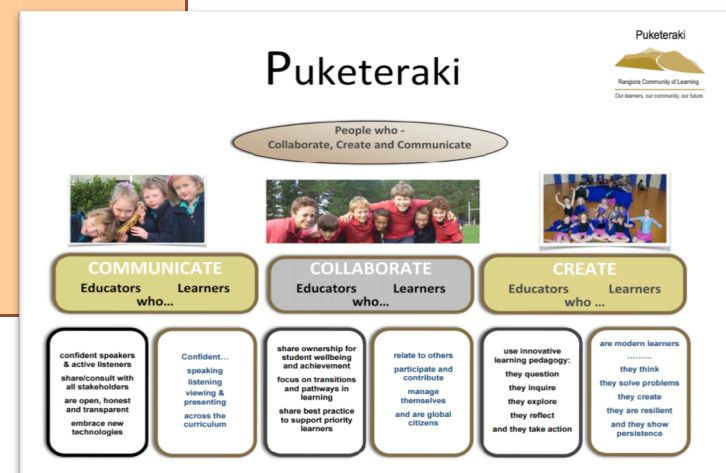 Puketeraki
Puketeraki
Rangiora Community of Learning
Our learners, our community, our future.
People who -
Collaborate, Create and Communicate
COMMUNICATE
Educators Learners
who...
COLLABORATE
Educators Learners
who...
CREATE
Educators Learners
who ...
confident speakers
& active listeners
share/consult with
all stakeholders
are open, honest
and transparent
embrace new
technologies
Confident...
speaking
listening
viewing &
presenting
across the
curriculum
share ownership for
student wellbeing
and achievement
focus on transitions
and pathways in
learning
share best practice
to support priority
learners
relate to others
participate and
contribute
manage
themselves
and are global
citizens
use innovative
learning pedagogy:
they question
they inquire
they explore
they reflect
and they take action
are modern learners
.........
they think
they solve problems
they create
they are resilient
and they show
persistence